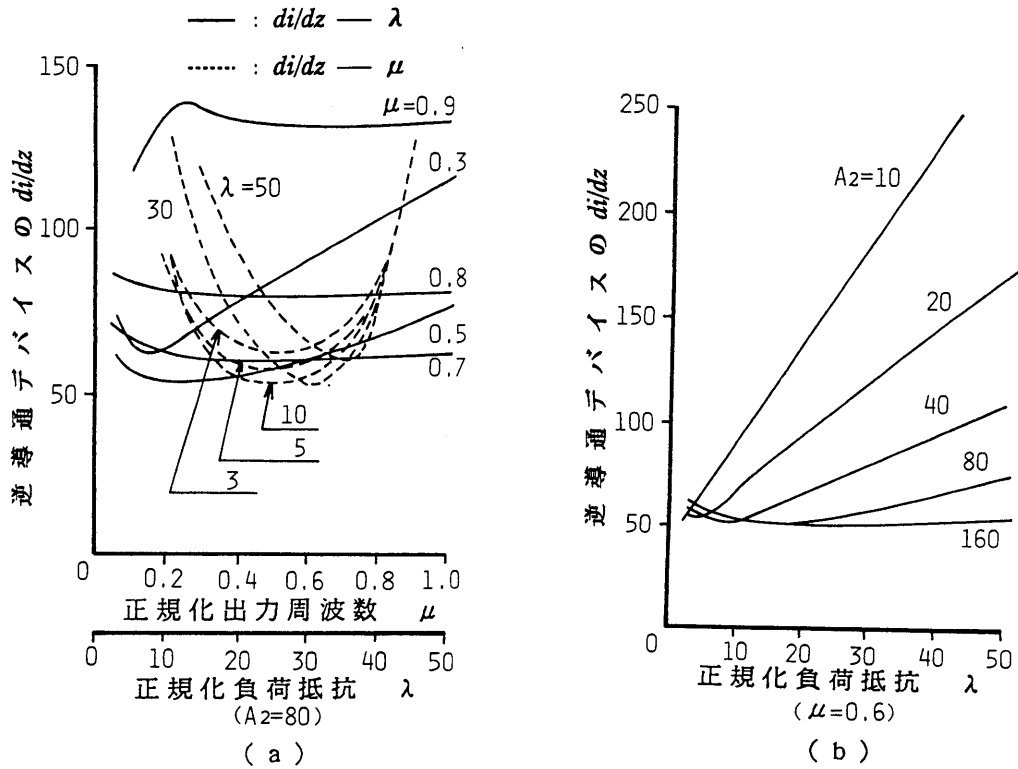 : di/dz — λ
: di/dz — μ
逆導通デバイスの di/dz
150
100
50
0
μ=0.9
0.3
0.8
0.5
0.7
λ=50
30
10
5
3
0.2 0.4 0.6 0.8 1.0
正規化出力周波数 μ
0 10 20 30 40 50
正規化負荷抵抗 λ
(A2=80)
(a)
逆導通デバイスの di/dz
250
200
150
100
50
0
A2=10
20
40
80
160
10 20 30 40 50
正規化負荷抵抗 λ
(μ=0.6)
(b)